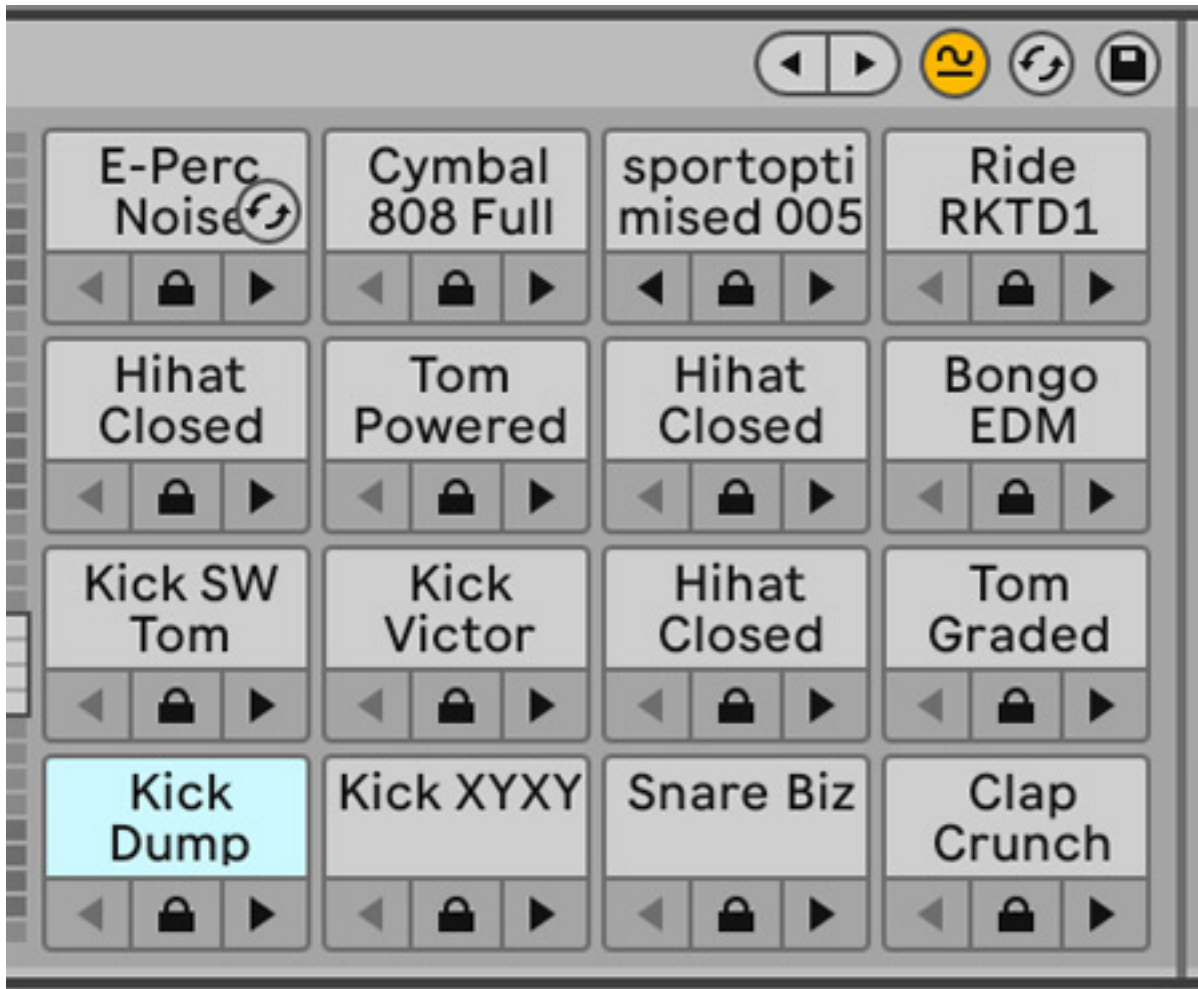 E-Perc
Noise
Cymbal
808 Full
sportopti
mised 005
Ride
RKTD1
Hihat
Closed
Tom
Powered
Hihat
Closed
Bongo
EDM
Kick SW
Tom
Kick
Victor
Hihat
Closed
Tom
Graded
Kick
Dump
Kick XYXY
Snare Biz
Clap
Crunch